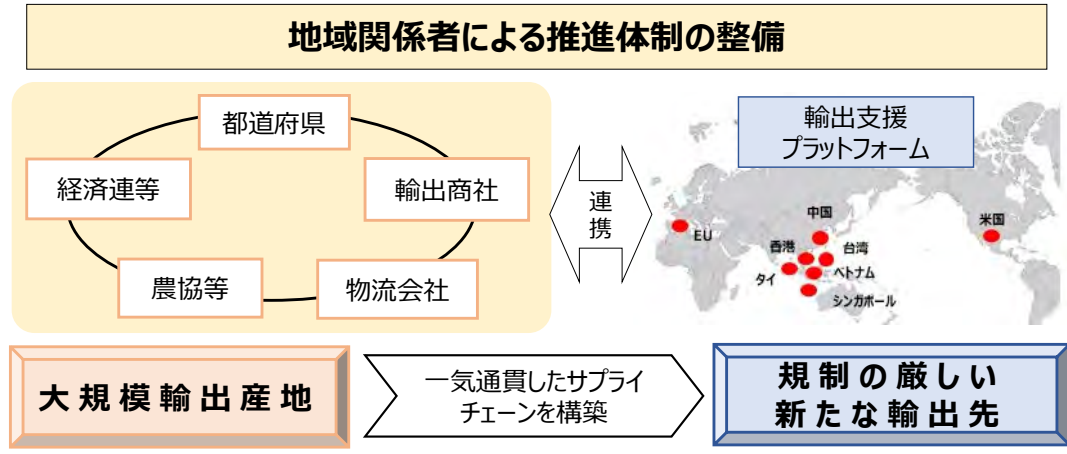 地域関係者による推進体制の整備
都道府県
経済連等
輸出商社
農協等
物流会社
連
携
輸出支援
プラットフォーム
中国
米国
EU
香港
台湾
タイ
ベトナム
シンガポール
大規模輸出産地
一気通貫したサプライ
チェーンを構築
規制の厳しい
新たな輸出先